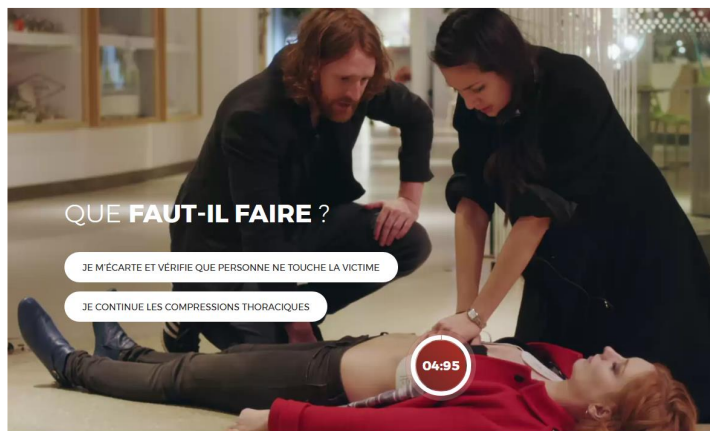 QUE FAUT-IL FAIRE ?
JE M'ÉCARTE ET VÉRIFIE QUE PERSONNE NE TOUCHE LA VICTIME
JE CONTINUE LES COMPRESSIONS THORACIQUES
04:95